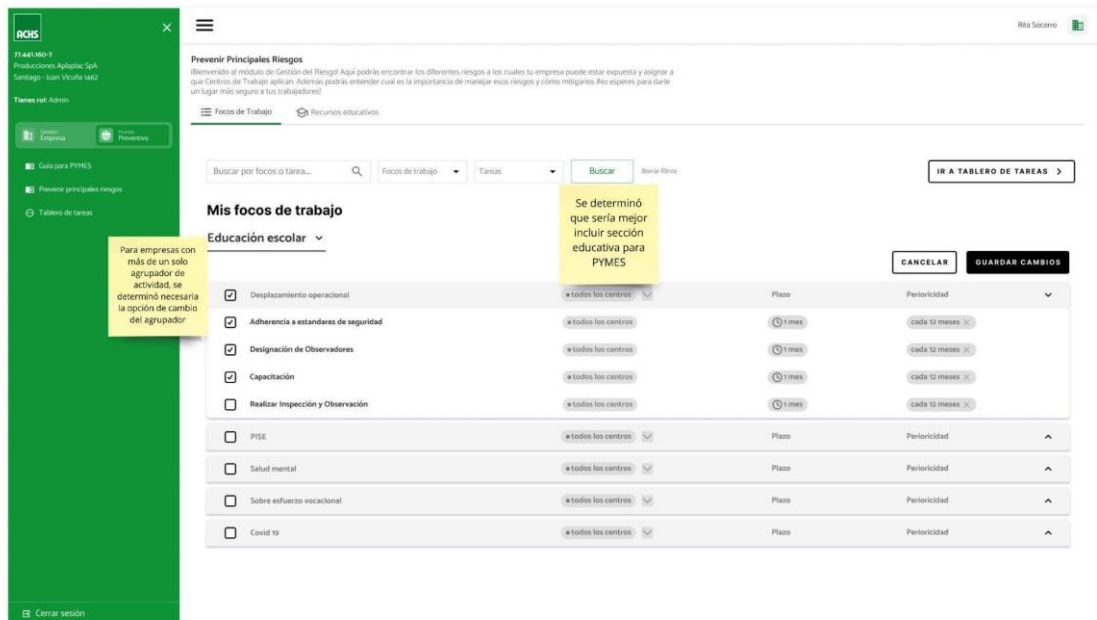 ACHS
77.441.160-7
Producciones Aplaplac SpA
Santiago - Juan Vicuña 1462
Tienes rol: Admin
Gestión
Empresa
Preventivo
Guía para PYMES
Prevenir principales riesgos
Tablero de tareas
Cerrar sesión
Rita Socorro
Prevenir Principales Riesgos
¡Bienvenido al módulo de Gestión del Riesgo! Aquí podrás encontrar los diferentes riesgos a los cuales tu empresa puede estar expuesta y asignar a
que Centros de Trabajo aplican. Además podrás entender cual es la importancia de manejar esos riesgos y cómo mitigarlos ¡No esperes para darle
un lugar más seguro a tus trabajadores!
Focos de Trabajo
Recursos educativos
Buscar por focos o tarea...
Focos de trabajo
Tareas
Buscar
Borrar filtros
IR A TABLERO DE TAREAS >
Mis focos de trabajo
Educación escolar
Se determinó
que sería mejor
incluir sección
educativa para
PYMES
Para empresas con
más de un solo
agrupador de
actividad, se
determinó necesaria
la opción de cambio
del agrupador
CANCELAR
GUARDAR CAMBIOS
Desplazamiento operacional todos los centros Plazo Perioricidad
Adherencia a estandares de seguridad todos los centros 1 mes cada 12 meses
Designación de Observadores todos los centros 1 mes cada 12 meses
Capacitación todos los centros 1 mes cada 12 meses
Realizar Inspección y Observación todos los centros 1 mes cada 12 meses
PISE todos los centros Plazo Perioricidad
Salud mental todos los centros Plazo Perioricidad
Sobre esfuerzo vocacional todos los centros Plazo Perioricidad
Covid 19 todos los centros Plazo Perioricidad